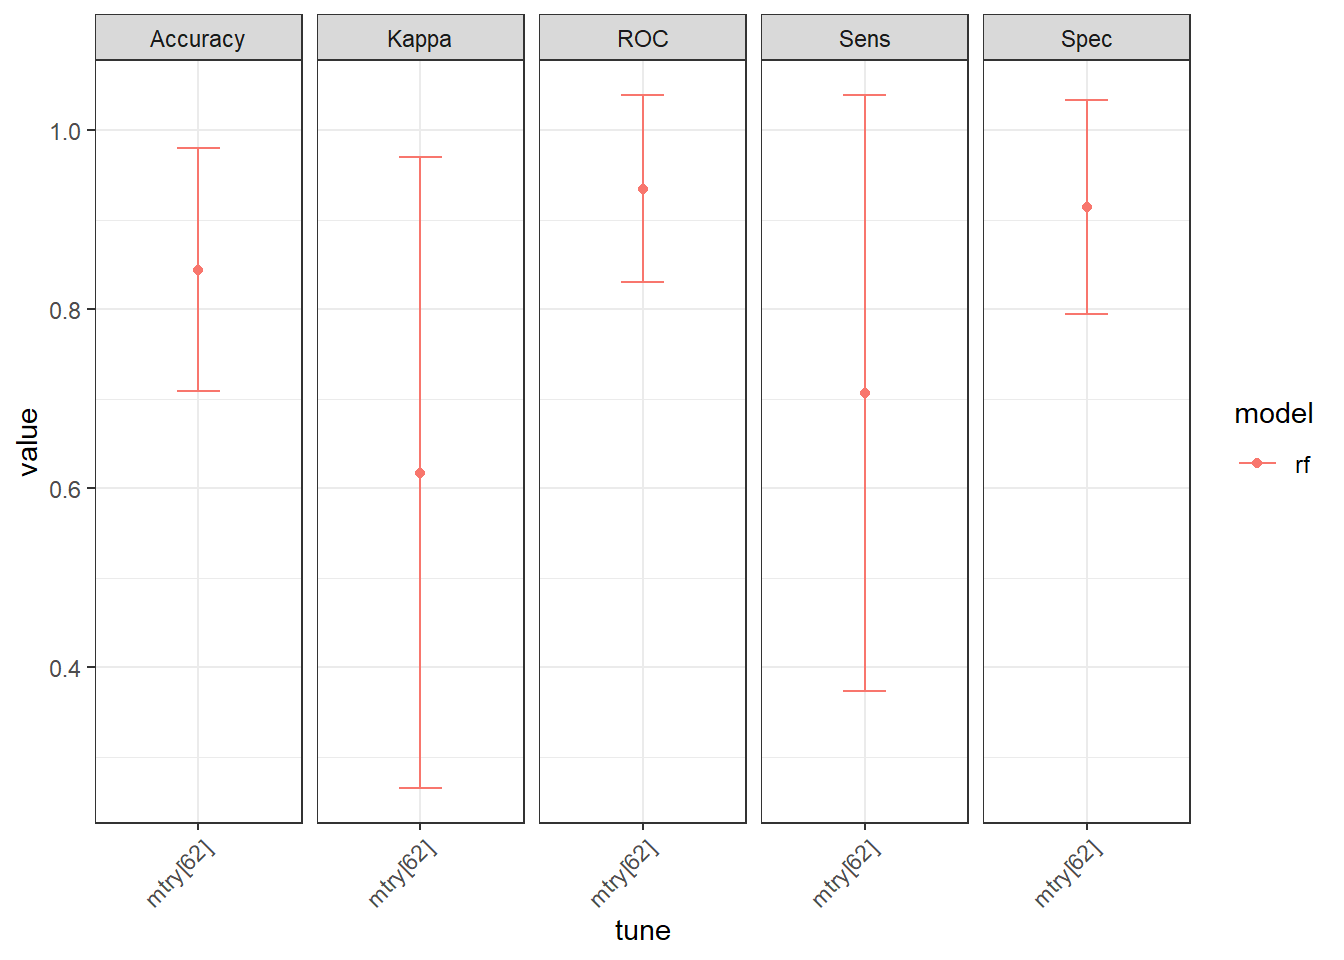 Accuracy
Kappa
ROC
Sens
Spec
1.0
0.8
0.6
0.4
value
mtry[62]
mtry[62]
mtry[62]
mtry[62]
mtry[62]
tune
model
rf